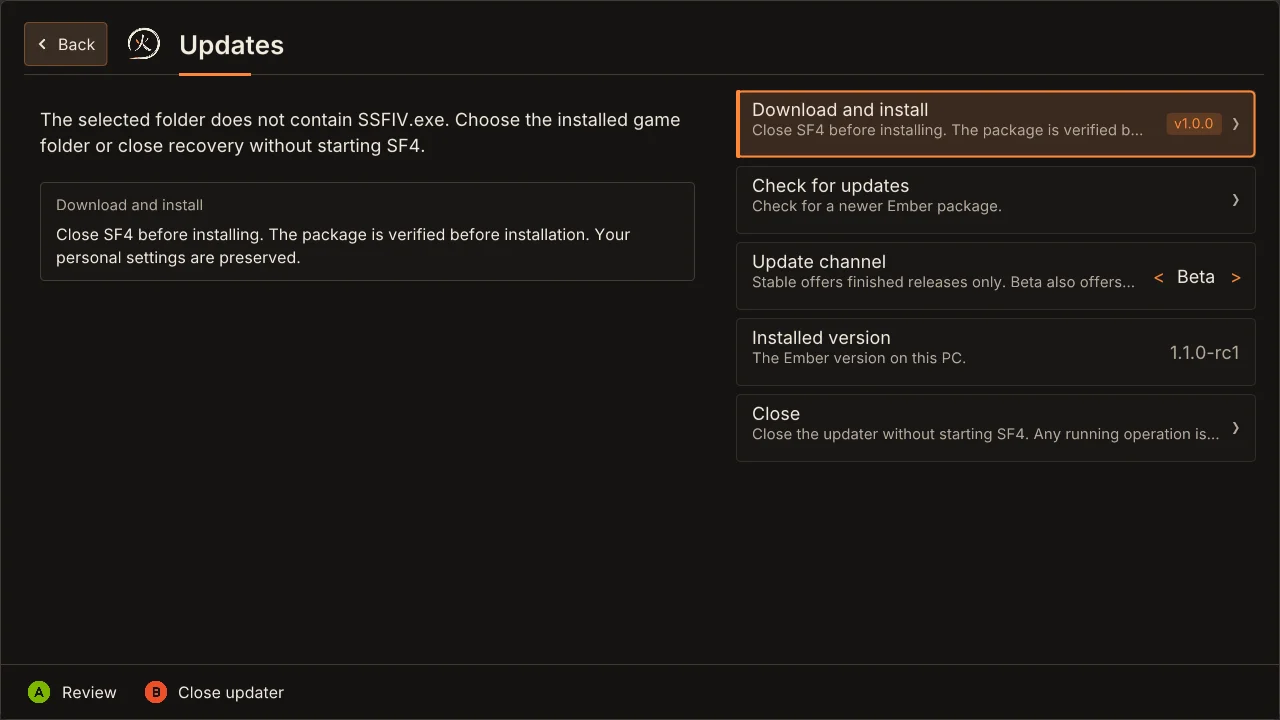 Back
火
Updates
The selected folder does not contain SSFIV.exe. Choose the installed game
folder or close recovery without starting SF4.
Download and install
Close SF4 before installing. The package is verified before installation. Your
personal settings are preserved.
Download and install
Close SF4 before installing. The package is verified b...
v1.0.0
Check for updates
Check for a newer Ember package.
Update channel
Stable offers finished releases only. Beta also offers...
< Beta >
Installed version
The Ember version on this PC.
1.1.0-rc1
Close
Close the updater without starting SF4. Any running operation is...
A Review
B Close updater